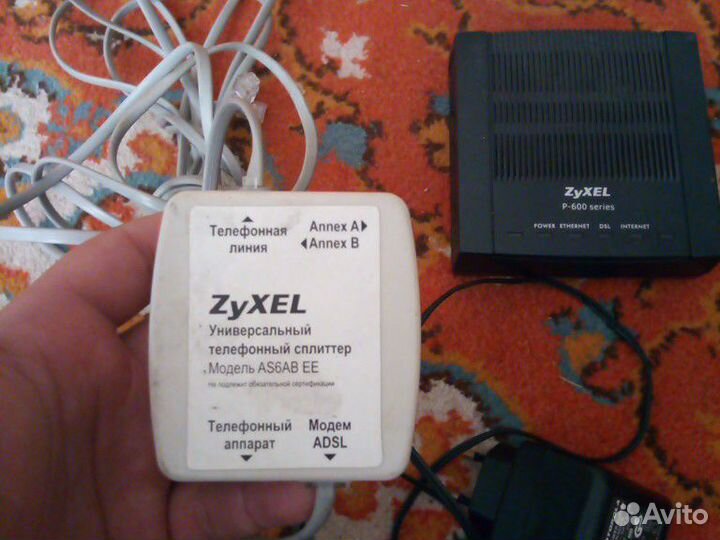 Телефонная линия
Annex A
Annex B
ZyXEL
Универсальный
телефонный сплиттер
Модель AS6AB EE
Не подлежит обязательной сертификации
Телефонный аппарат
Модем ADSL
ZyXEL
P-600 series
POWER ETHERNET DSL INTERNET
Avito